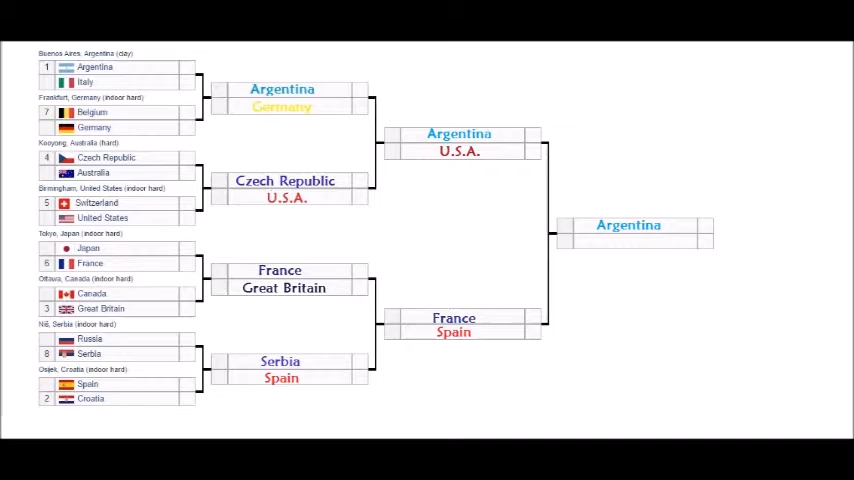 Buenos Aires, Argentina (clay)
1 Argentina
Italy
Frankfurt, Germany (indoor hard)
7 Belgium
Germany
Kooyong, Australia (hard)
4 Czech Republic
Australia
Birmingham, United States (indoor hard)
5 Switzerland
United States
Tokyo, Japan (indoor hard)
Japan
6 France
Ottawa, Canada (indoor hard)
Canada
3 Great Britain
Niš, Serbia (indoor hard)
Russia
8 Serbia
Osijek, Croatia (indoor hard)
Spain
2 Croatia
Argentina
Germany
Czech Republic
U.S.A.
France
Great Britain
Serbia
Spain
Argentina
U.S.A.
France
Spain
Argentina